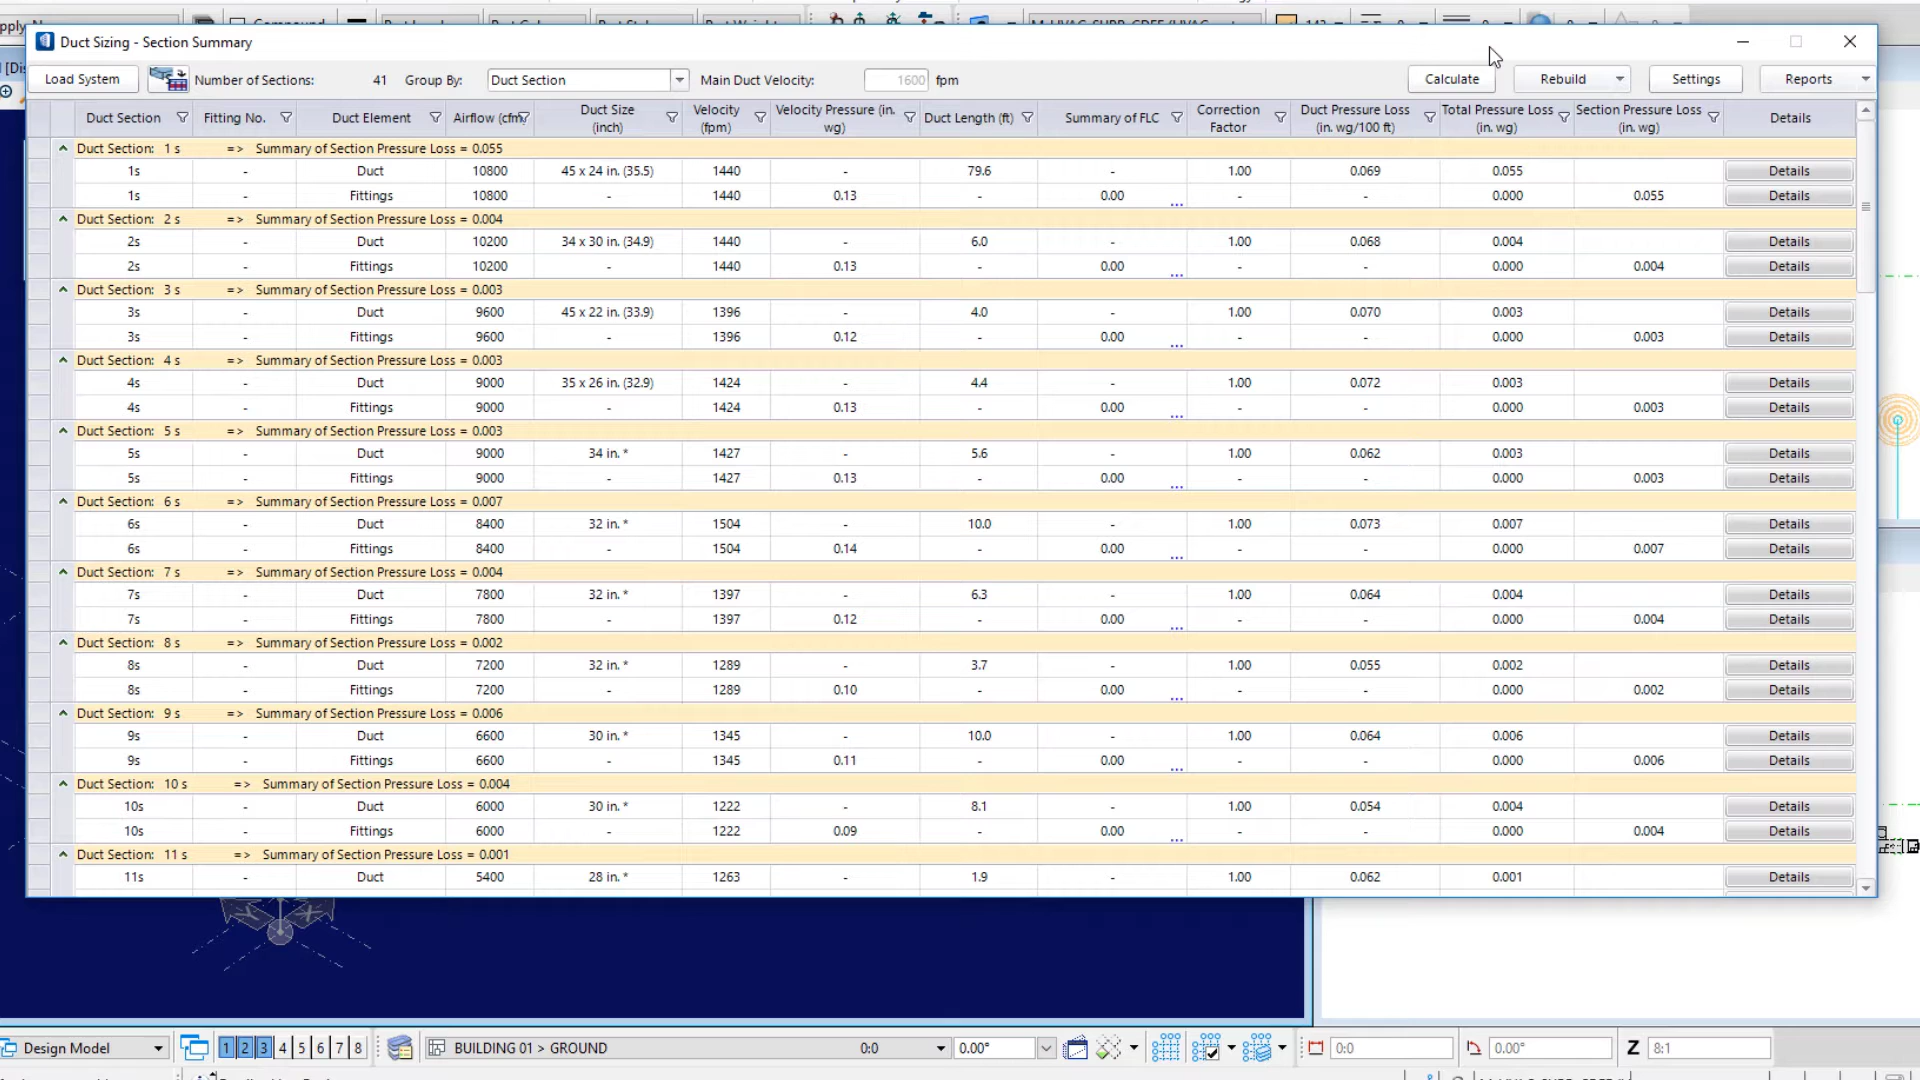 Duct Sizing - Section Summary
Load System Number of Sections: 41 Group By: Duct Section Main Duct Velocity: 1600 fpm Calculate Rebuild Settings Reports
Duct Section Fitting No. Duct Element Airflow (cfm) Duct Size (inch) Velocity (fpm) Velocity Pressure (in. wg) Duct Length (ft) Summary of FLC Correction Factor Duct Pressure Loss (in. wg/100 ft) Total Pressure Loss (in. wg) Section Pressure Loss (in. wg) Details
Duct Section: 1 s => Summary of Section Pressure Loss = 0.055
1s - Duct 10800 45 x 24 in. (35.5) 1440 - 79.6 - 1.00 0.069 0.055 Details
1s - Fittings 10800 - 1440 0.13 - 0.00 ... - - 0.000 0.055 Details
Duct Section: 2 s => Summary of Section Pressure Loss = 0.004
2s - Duct 10200 34 x 30 in. (34.9) 1440 - 6.0 - 1.00 0.068 0.004 Details
2s - Fittings 10200 - 1440 0.13 - 0.00 ... - - 0.000 0.004 Details
Duct Section: 3 s => Summary of Section Pressure Loss = 0.003
3s - Duct 9600 45 x 22 in. (33.9) 1396 - 4.0 - 1.00 0.070 0.003 Details
3s - Fittings 9600 - 1396 0.12 - 0.00 ... - - 0.000 0.003 Details
Duct Section: 4 s => Summary of Section Pressure Loss = 0.003
4s - Duct 9000 35 x 26 in. (32.9) 1424 - 4.4 - 1.00 0.072 0.003 Details
4s - Fittings 9000 - 1424 0.13 - 0.00 ... - - 0.000 0.003 Details
Duct Section: 5 s => Summary of Section Pressure Loss = 0.003
5s - Duct 9000 34 in. * 1427 - 5.6 - 1.00 0.062 0.003 Details
5s - Fittings 9000 - 1427 0.13 - 0.00 ... - - 0.000 0.003 Details
Duct Section: 6 s => Summary of Section Pressure Loss = 0.007
6s - Duct 8400 32 in. * 1504 - 10.0 - 1.00 0.073 0.007 Details
6s - Fittings 8400 - 1504 0.14 - 0.00 ... - - 0.000 0.007 Details
Duct Section: 7 s => Summary of Section Pressure Loss = 0.004
7s - Duct 7800 32 in. * 1397 - 6.3 - 1.00 0.064 0.004 Details
7s - Fittings 7800 - 1397 0.12 - 0.00 ... - - 0.000 0.004 Details
Duct Section: 8 s => Summary of Section Pressure Loss = 0.002
8s - Duct 7200 32 in. * 1289 - 3.7 - 1.00 0.055 0.002 Details
8s - Fittings 7200 - 1289 0.10 - 0.00 ... - - 0.000 0.002 Details
Duct Section: 9 s => Summary of Section Pressure Loss = 0.006
9s - Duct 6600 30 in. * 1345 - 10.0 - 1.00 0.064 0.006 Details
9s - Fittings 6600 - 1345 0.11 - 0.00 ... - - 0.000 0.006 Details
Duct Section: 10 s => Summary of Section Pressure Loss = 0.004
10s - Duct 6000 30 in. * 1222 - 8.1 - 1.00 0.054 0.004 Details
10s - Fittings 6000 - 1222 0.09 - 0.00 ... - - 0.000 0.004 Details
Duct Section: 11 s => Summary of Section Pressure Loss = 0.001
11s - Duct 5400 28 in. * 1263 - 1.9 - 1.00 0.062 0.001 Details
Y X
Design Model 1 2 3 4 5 6 7 8 BUILDING 01 > GROUND 0:0 0.00° 0:0 0.00° Z 8:1